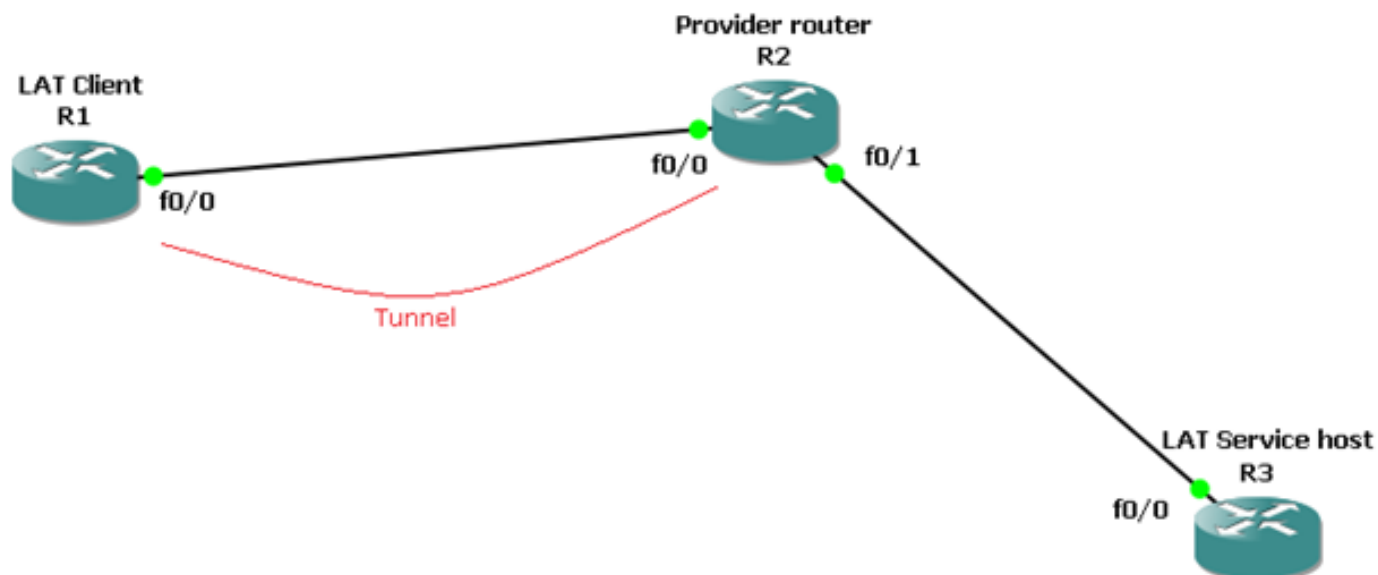 Provider router
R2
LAT Client
R1
f0/0
f0/0
f0/1
Tunnel
LAT Service host
R3
f0/0